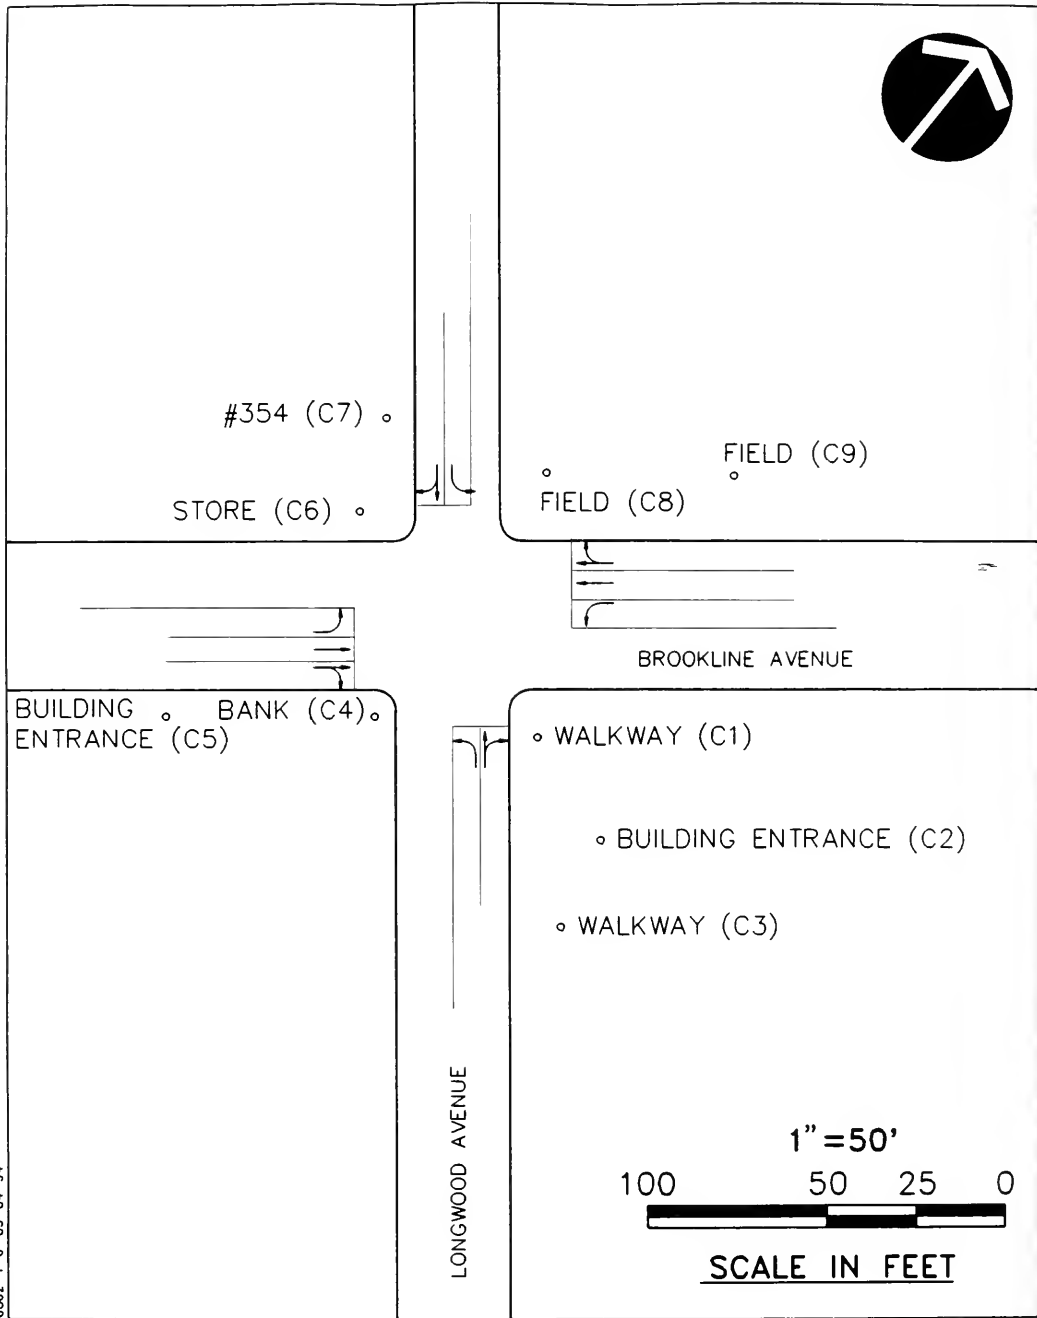 #354 (C7)
FIELD (C9)
STORE (C6)
FIELD (C8)
BROOKLINE AVENUE
BUILDING
ENTRANCE (C5)
BANK (C4)
WALKWAY (C1)
BUILDING ENTRANCE (C2)
WALKWAY (C3)
LONGWOOD AVENUE
1"=50'
100 50 25 0
SCALE IN FEET